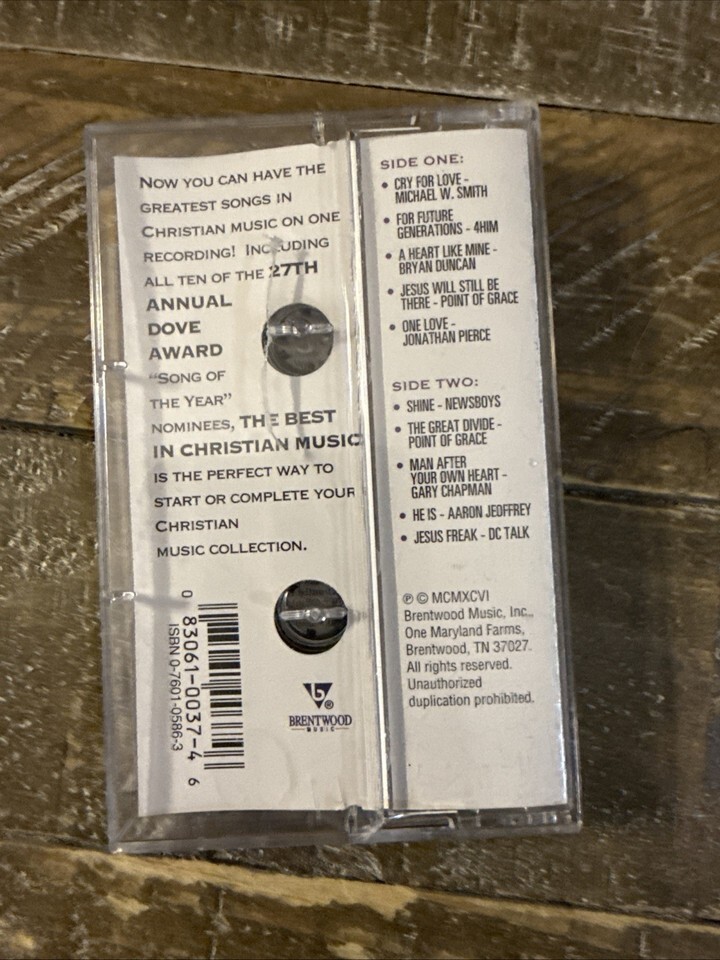 NOW YOU CAN HAVE THE
GREATEST SONGS IN
CHRISTIAN MUSIC ON ONE
RECORDING! INCLUDING
ALL TEN OF THE 27TH
ANNUAL
DOVE
AWARD
"SONG OF
THE YEAR"
NOMINEES, THE BEST
IN CHRISTIAN MUSIC
IS THE PERFECT WAY TO
START OR COMPLETE YOUR
CHRISTIAN
MUSIC COLLECTION.
0 83061-0037-4 6
ISBN 0-7601-0586-3
b®
BRENTWOOD
MUSIC
SIDE ONE:
• CRY FOR LOVE -
MICHAEL W. SMITH
• FOR FUTURE
GENERATIONS - 4HIM
• A HEART LIKE MINE -
BRYAN DUNCAN
• JESUS WILL STILL BE
THERE - POINT OF GRACE
• ONE LOVE -
JONATHAN PIERCE
SIDE TWO:
• SHINE - NEWSBOYS
• THE GREAT DIVIDE -
POINT OF GRACE
• MAN AFTER
YOUR OWN HEART -
GARY CHAPMAN
• HE IS - AARON JEOFFREY
• JESUS FREAK - DC TALK
℗ © MCMXCVI
Brentwood Music, Inc.,
One Maryland Farms,
Brentwood, TN 37027.
All rights reserved.
Unauthorized
duplication prohibited.